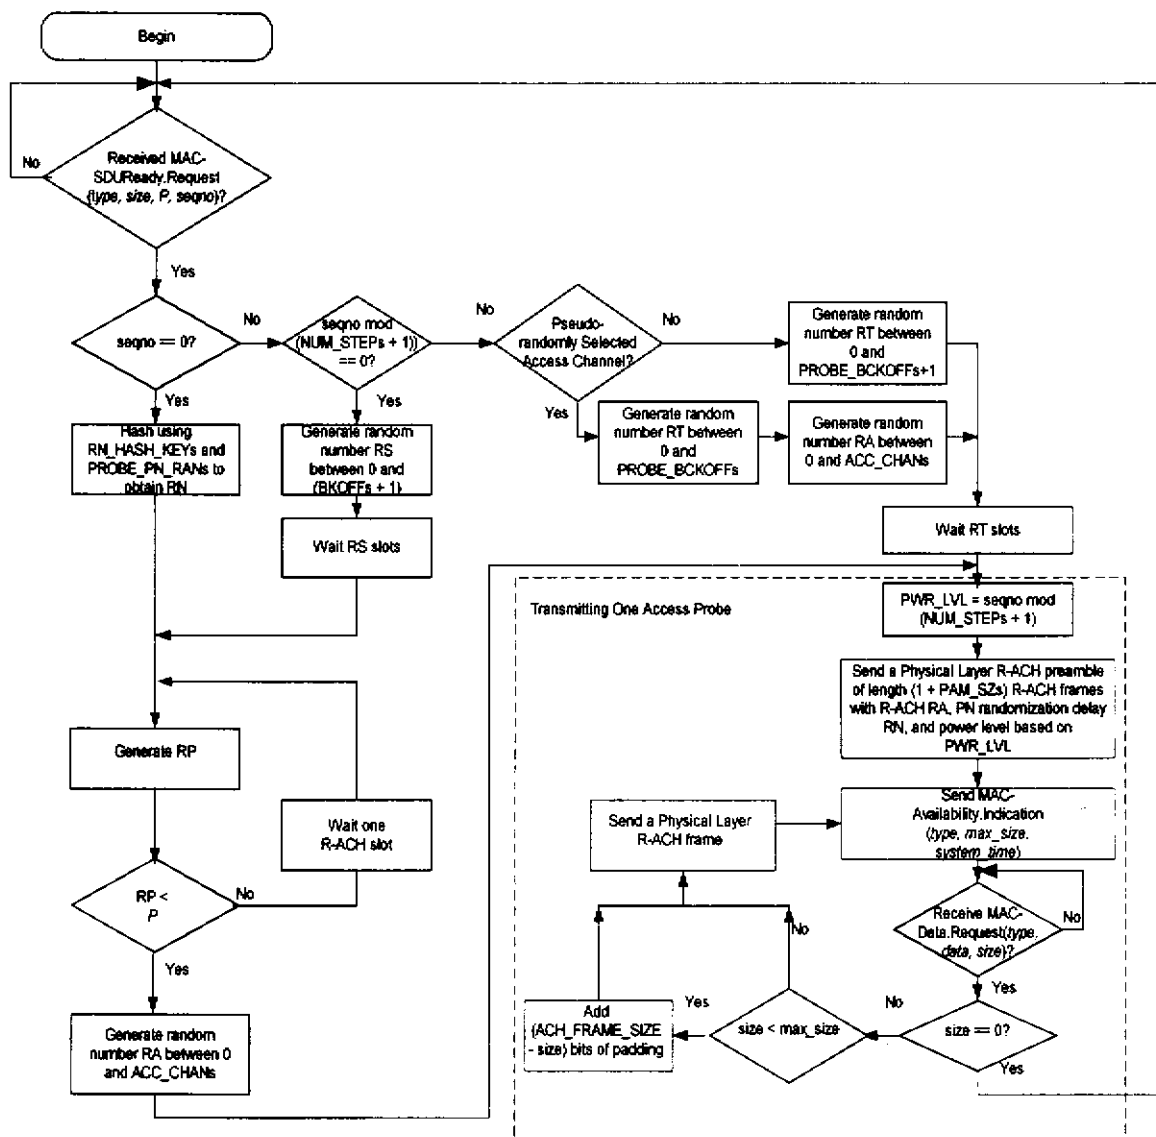 Begin
No
Received MAC-
SDUReady.Request
(type, size, P, seqno)?
Yes
seqno == 0?
No
seqno mod
(NUM_STEPs + 1))
== 0?
No
Pseudo-
randomly Selected
Access Channel?
No
Generate random
number RT between
0 and
PROBE_BCKOFFs+1
Yes
Hash using
RN_HASH_KEYs and
PROBE_PN_RANs to
obtain RN
Yes
Generate random
number RS
between 0 and
(BKOFFs + 1)
Yes
Generate random
number RT between
0 and
PROBE_BCKOFFs
Generate random
number RA between
0 and ACC_CHANs
Wait RS slots
Wait RT slots
Transmitting One Access Probe
PWR_LVL = seqno mod
(NUM_STEPs + 1)
Send a Physical Layer R-ACH preamble
of length (1 + PAM_SZs) R-ACH frames
with R-ACH RA, PN randomization delay
RN, and power level based on
PWR_LVL
Generate RP
Wait one
R-ACH slot
Send a Physical Layer
R-ACH frame
Send MAC-
Availability.Indication
(type, max_size,
system_time)
RP <
P
No
Receive MAC-
Data.Request(type,
data, size)?
No
No
Yes
Yes
Generate random
number RA between 0
and ACC_CHANs
Add
(ACH_FRAME_SIZE
- size) bits of padding
Yes
size < max_size
No
size == 0?
Yes